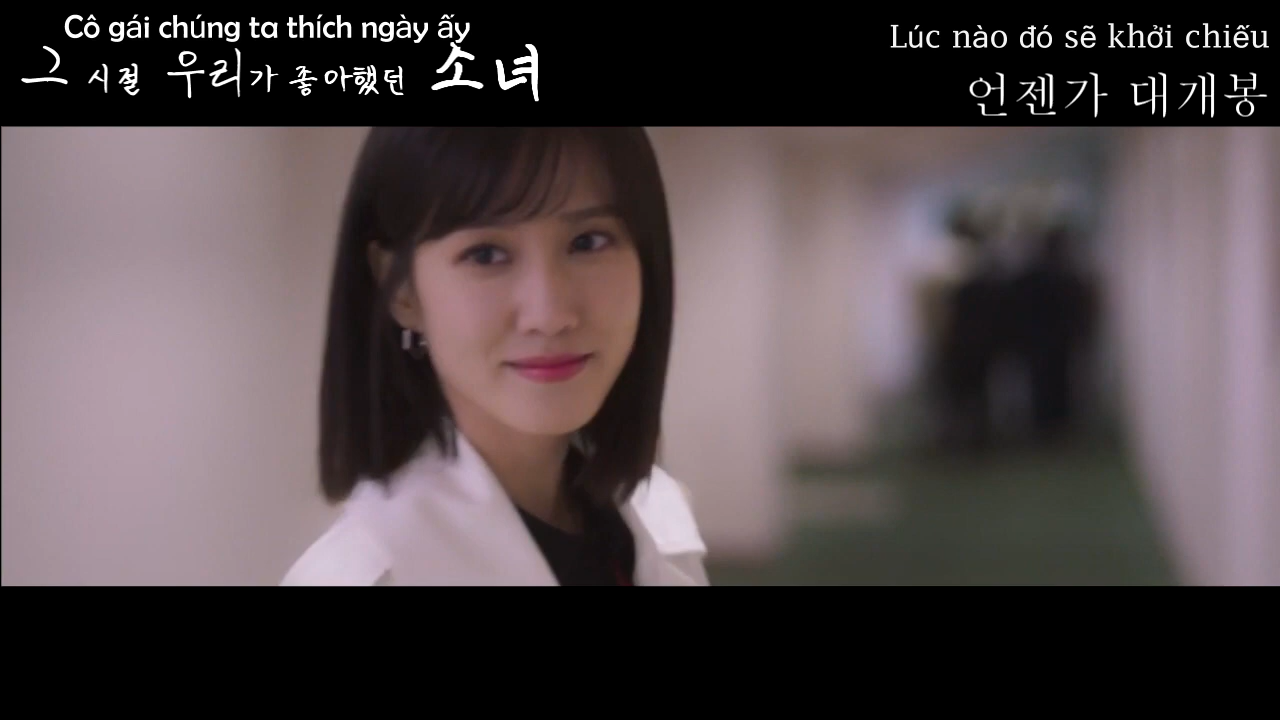 Cô gái chúng ta thích ngày ấy
그 시절 우리가 좋아했던 소녀
Lúc nào đó sẽ khởi chiếu
언젠가 대개봉